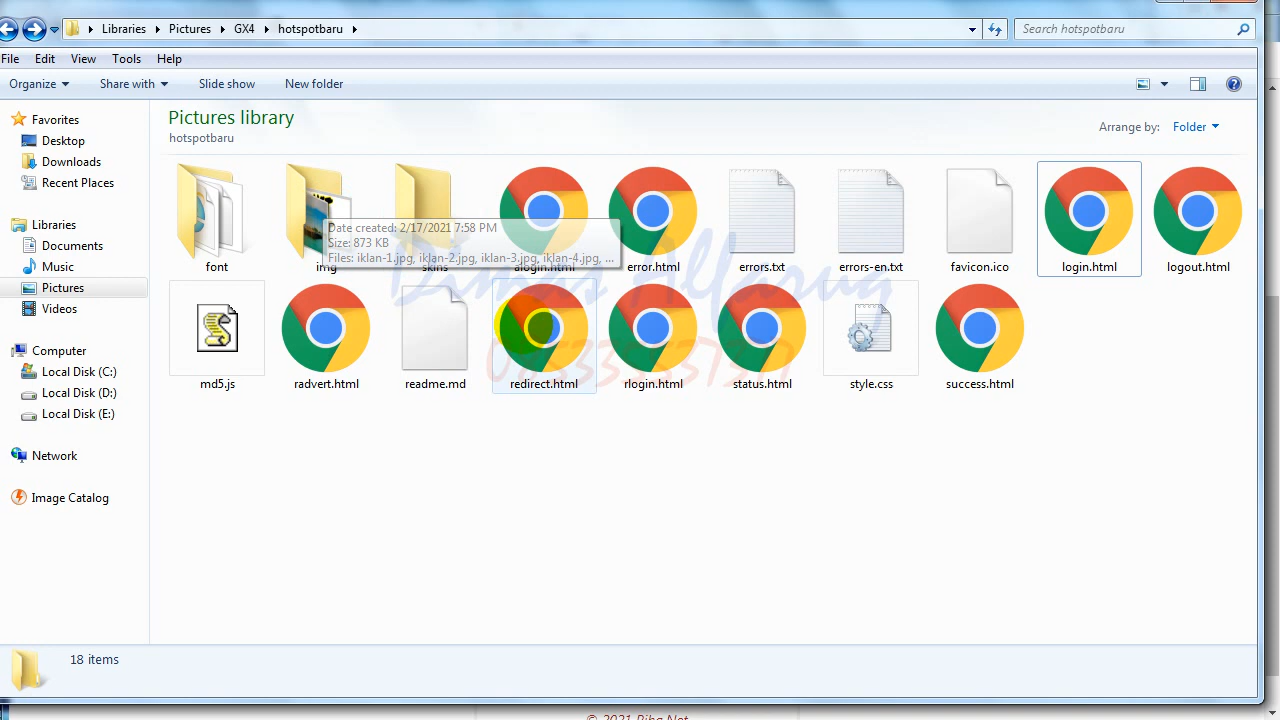 Libraries Pictures GX4 hotspotbaru
Search hotspotbaru
File Edit View Tools Help
Organize Share with Slide show New folder
Favorites
Desktop
Downloads
Recent Places
Libraries
Documents
Music
Pictures
Videos
Computer
Local Disk (C:)
Local Disk (D:)
Local Disk (E:)
Network
Image Catalog
Pictures library
hotspotbaru
Arrange by: Folder
font img skins alogin.html error.html errors.txt errors-en.txt favicon.ico login.html logout.html
Date created: 2/17/2021 7:58 PM
Size: 873 KB
Files: iklan-1.jpg, iklan-2.jpg, iklan-3.jpg, iklan-4.jpg, ...
md5.js radvert.html readme.md redirect.html rlogin.html status.html style.css success.html
Dimas Alfaruq
18 items
© 2021 Riba Net